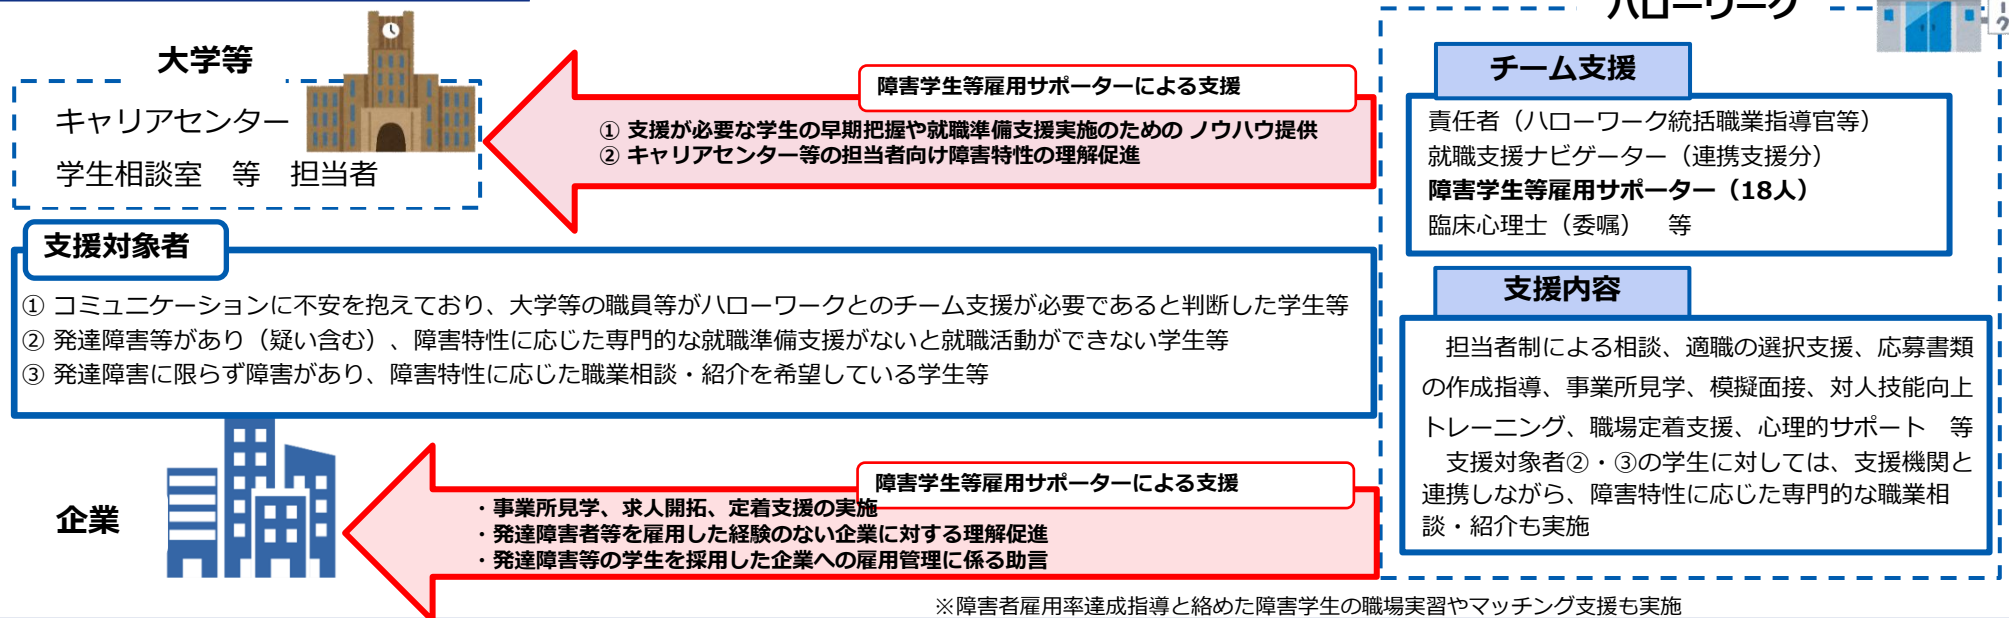 大学等
キャリアセンター
学生相談室　等　担当者
障害学生等雇用サポーターによる支援
① 支援が必要な学生の早期把握や就職準備支援実施のための ノウハウ提供
② キャリアセンター等の担当者向け障害特性の理解促進
支援対象者
① コミュニケーションに不安を抱えており、大学等の職員等がハローワークとのチーム支援が必要であると判断した学生等
② 発達障害等があり（疑い含む）、障害特性に応じた専門的な就職準備支援がないと就職活動ができない学生等
③ 発達障害に限らず障害があり、障害特性に応じた職業相談・紹介を希望している学生等
企業
障害学生等雇用サポーターによる支援
・事業所見学、求人開拓、定着支援の実施
・発達障害者等を雇用した経験のない企業に対する理解促進
・発達障害等の学生を採用した企業への雇用管理に係る助言
ハローワーク
チーム支援
責任者（ハローワーク統括職業指導官等）
就職支援ナビゲーター（連携支援分）
障害学生等雇用サポーター（18人）
臨床心理士（委嘱）　等
支援内容
担当者制による相談、適職の選択支援、応募書類
の作成指導、事業所見学、模擬面接、対人技能向上
トレーニング、職場定着支援、心理的サポート　等
支援対象者②・③の学生に対しては、支援機関と
連携しながら、障害特性に応じた専門的な職業相
談・紹介も実施
※障害者雇用率達成指導と絡めた障害学生の職場実習やマッチング支援も実施